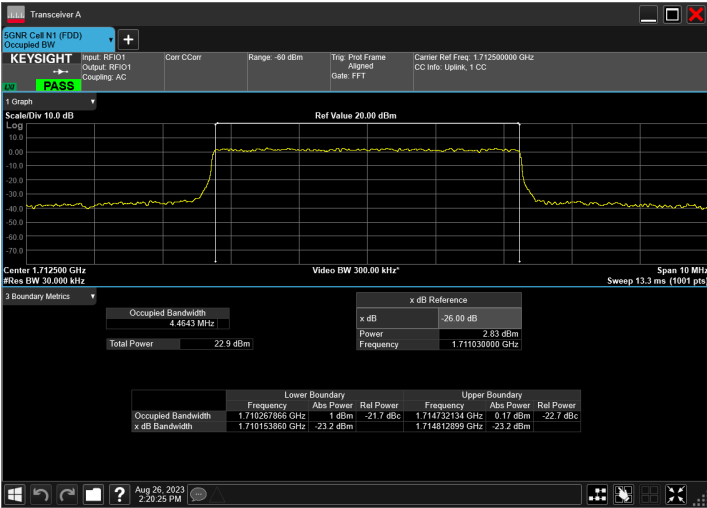 Transceiver A
5GNR Cell N1 (FDD)
Occupied BW
KEYSIGHT
LXI
PASS
Input: RFIO1
Output: RFIO1
Coupling: AC
Corr CCorr
Range: -60 dBm
Trig: Prot Frame
Aligned
Gate: FFT
Carrier Ref Freq: 1.712500000 GHz
CC Info: Uplink, 1 CC
1 Graph
Scale/Div 10.0 dB
Ref Value 20.00 dBm
Log
10.0
0.00
-10.0
-20.0
-30.0
-40.0
-50.0
-60.0
-70.0
Center 1.712500 GHz
Video BW 300.00 kHz*
Span 10 MHz
#Res BW 30.000 kHz
Sweep 13.3 ms (1001 pts)
3 Boundary Metrics
Occupied Bandwidth
4.4643 MHz
Total Power 22.9 dBm
x dB Reference
x dB -26.00 dB
Power 2.83 dBm
Frequency 1.711030000 GHz
Lower Boundary Upper Boundary
Frequency Abs Power Rel Power Frequency Abs Power Rel Power
Occupied Bandwidth 1.710267866 GHz 1 dBm -21.7 dBc 1.714732134 GHz 0.17 dBm -22.7 dBc
x dB Bandwidth 1.710153860 GHz -23.2 dBm 1.714812899 GHz -23.2 dBm
?
Aug 26, 2023
2:20:25 PM